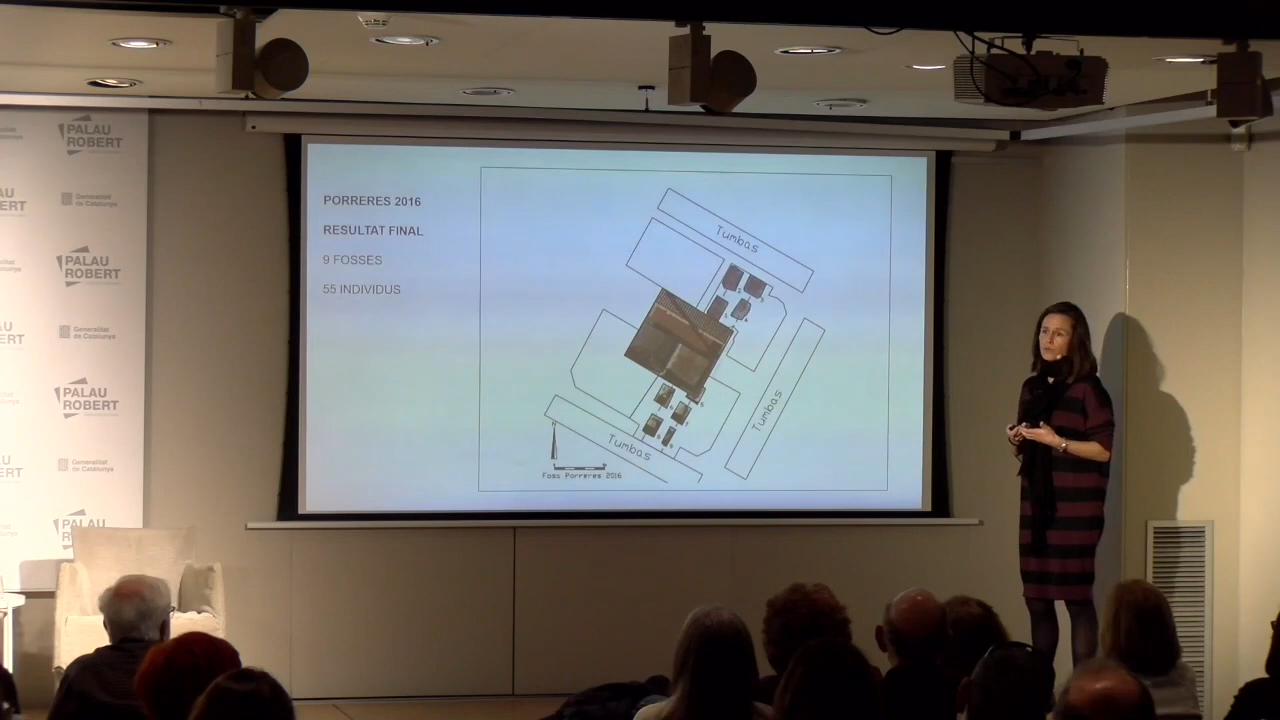 PALAU
ROBERT
Generalitat
de Catalunya
PALAU
ROBERT
Generalitat
de Catalunya
PALAU
ROBERT
Generalitat
de Catalunya
PALAU
PORRERES 2016
RESULTAT FINAL
9 FOSSES
55 INDIVIDUS
Tumbas
Tumbas
Tumbas
Foss Porreres 2016